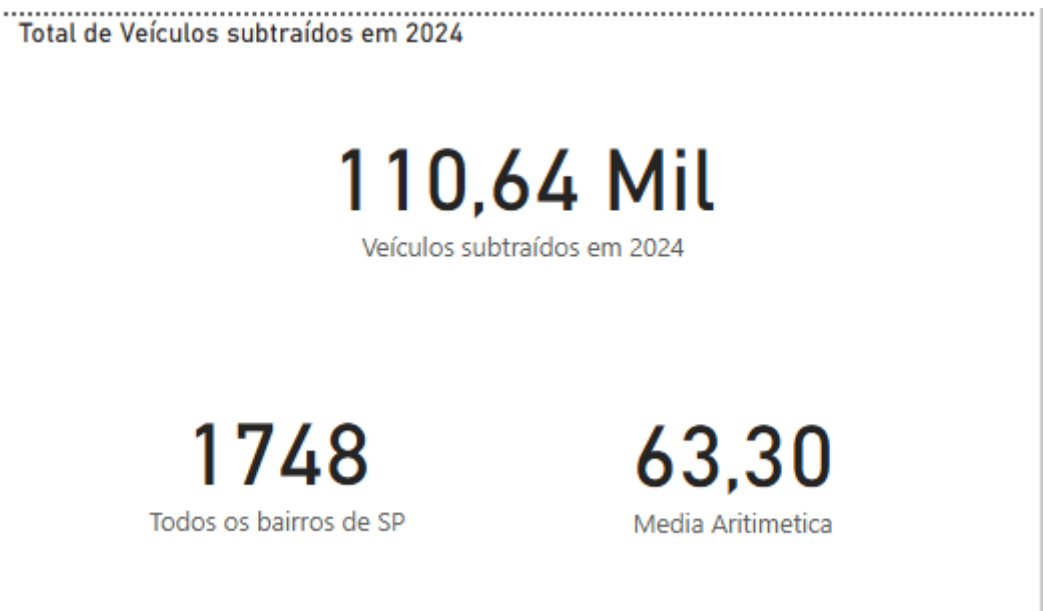 Total de Veículos subtraídos em 2024
110,64 Mil
Veículos subtraídos em 2024
1748
Todos os bairros de SP
63,30
Media Aritimetica